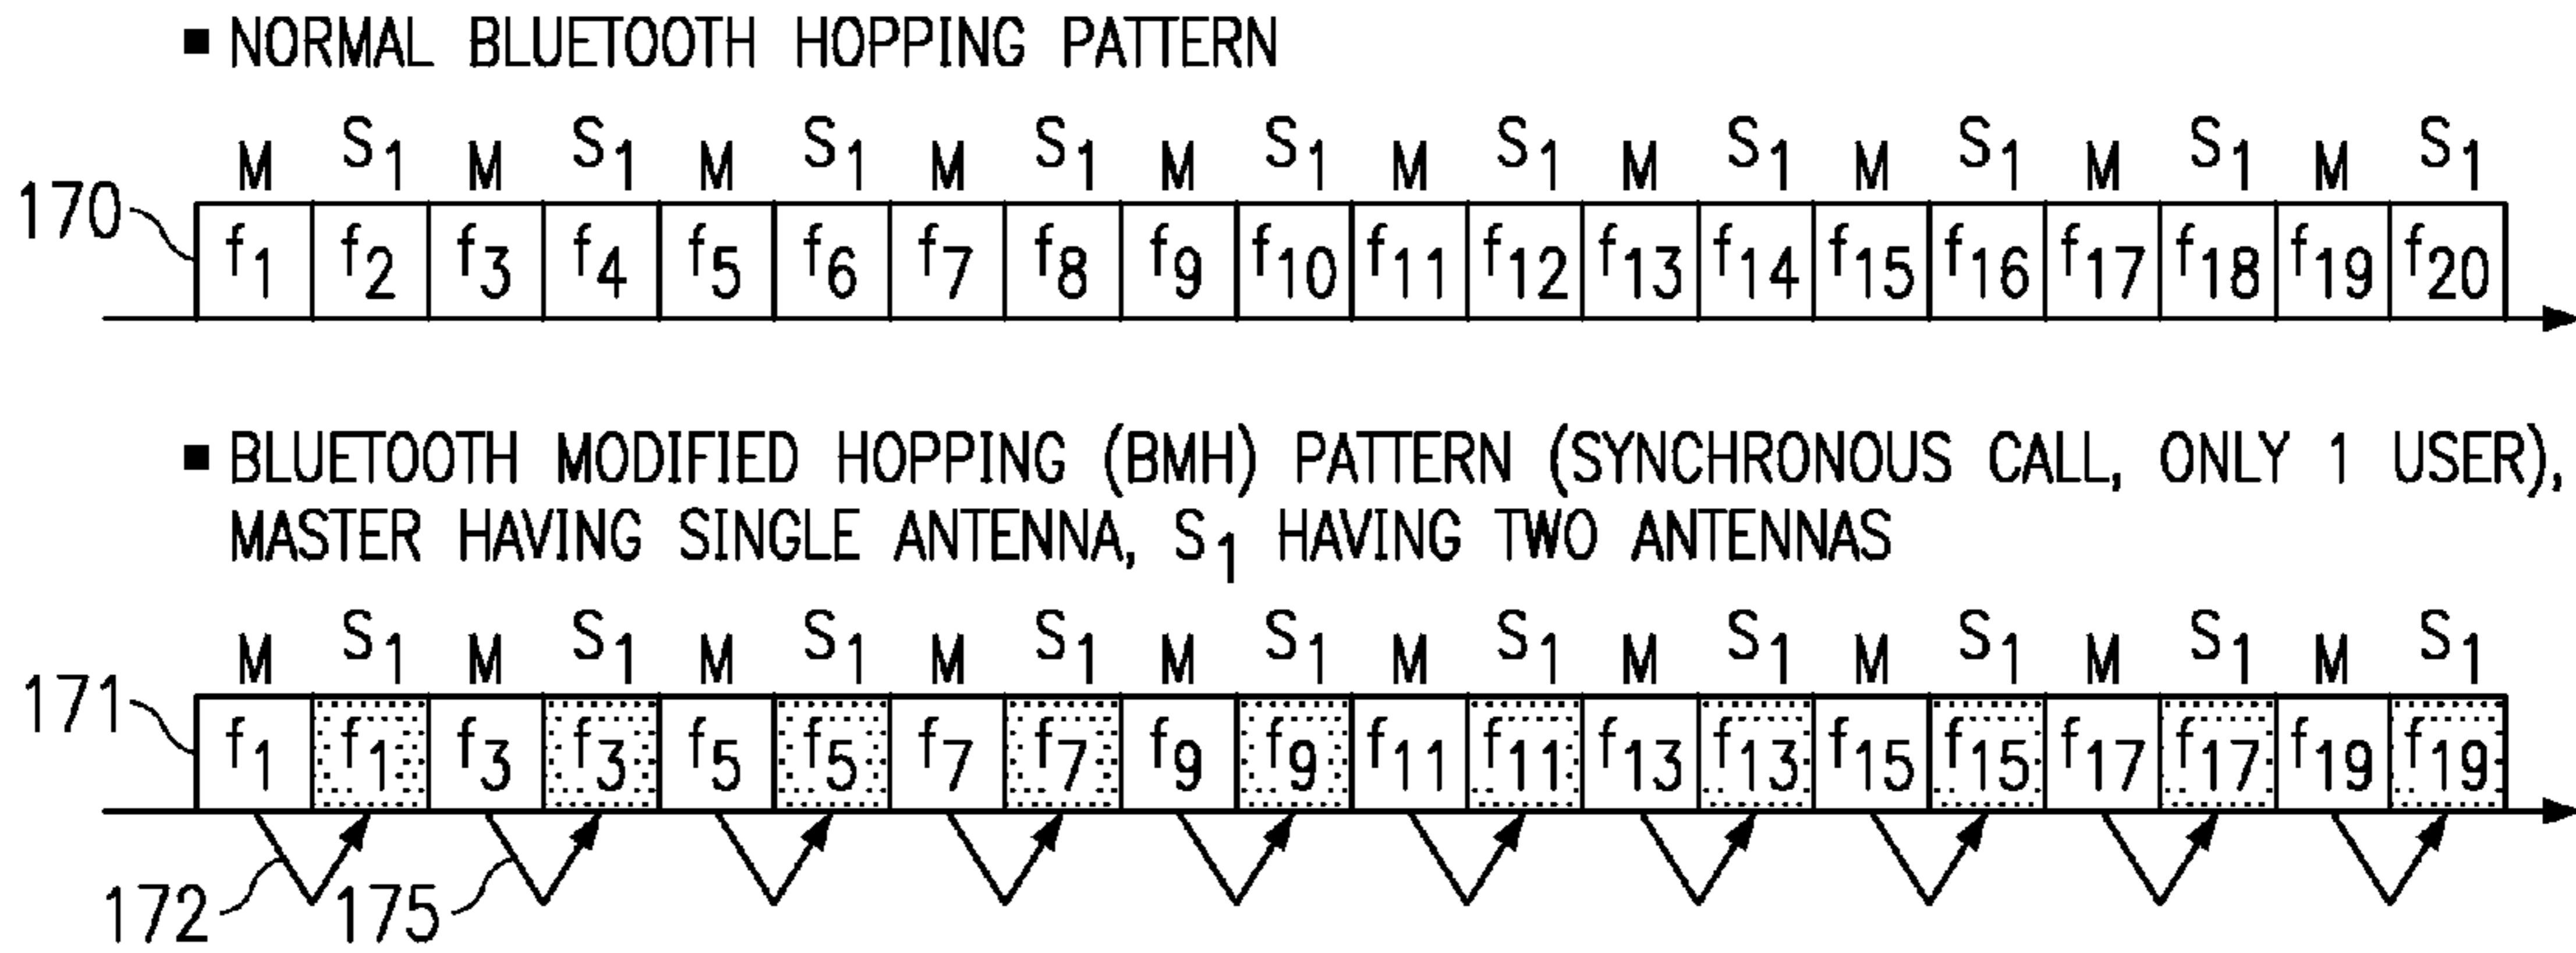 ■ NORMAL BLUETOOTH HOPPING PATTERN
M S1 M S1 M S1 M S1 M S1 M S1 M S1 M S1 M S1 M S1
170
f1 f2 f3 f4 f5 f6 f7 f8 f9 f10 f11 f12 f13 f14 f15 f16 f17 f18 f19 f20
■ BLUETOOTH MODIFIED HOPPING (BMH) PATTERN (SYNCHRONOUS CALL, ONLY 1 USER),
MASTER HAVING SINGLE ANTENNA, S1 HAVING TWO ANTENNAS
M S1 M S1 M S1 M S1 M S1 M S1 M S1 M S1 M S1 M S1
171
f1 f1 f3 f3 f5 f5 f7 f7 f9 f9 f11 f11 f13 f13 f15 f15 f17 f17 f19 f19
172 175